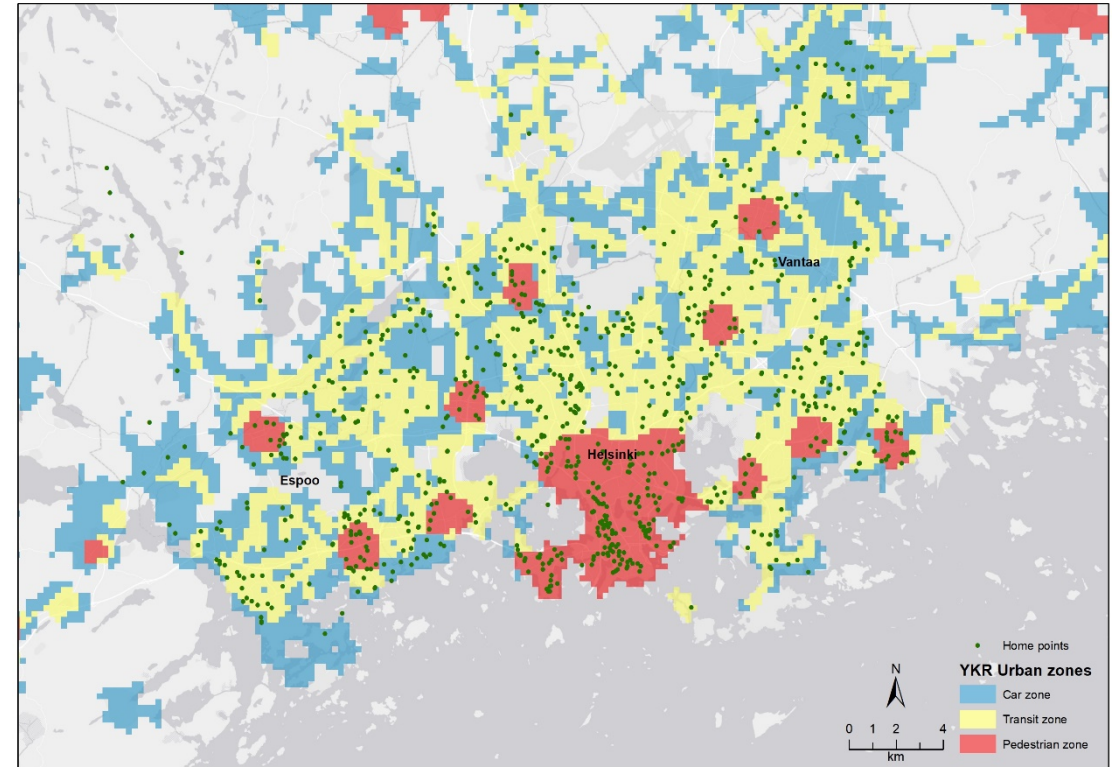 Vantaa
Helsinki
Espoo
Home points
N
YKR Urban zones
Car zone
Transit zone
Pedestrian zone
0 1 2 4
km